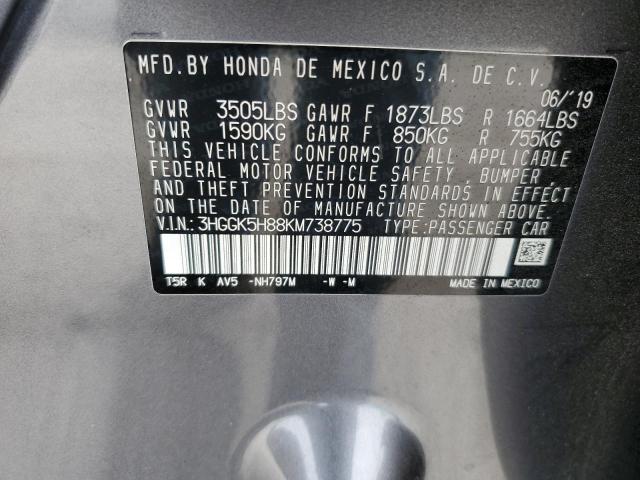 MFD.BY HONDA DE MEXICO S.A. DE C.V.
06/'19
GVWR 3505LBS GAWR F 1873LBS R 1664LBS
GVWR 1590KG GAWR F 850KG R 755KG
THIS VEHICLE CONFORMS TO ALL APPLICABLE
FEDERAL MOTOR VEHICLE SAFETY, BUMPER
AND THEFT PREVENTION STANDARDS IN EFFECT
ON THE DATE OF MANUFACTURE SHOWN ABOVE.
V.I.N.:3HGGK5H88KM738775 TYPE:PASSENGER CAR
T5R K AV5 -NH797M -W -M MADE IN MEXICO